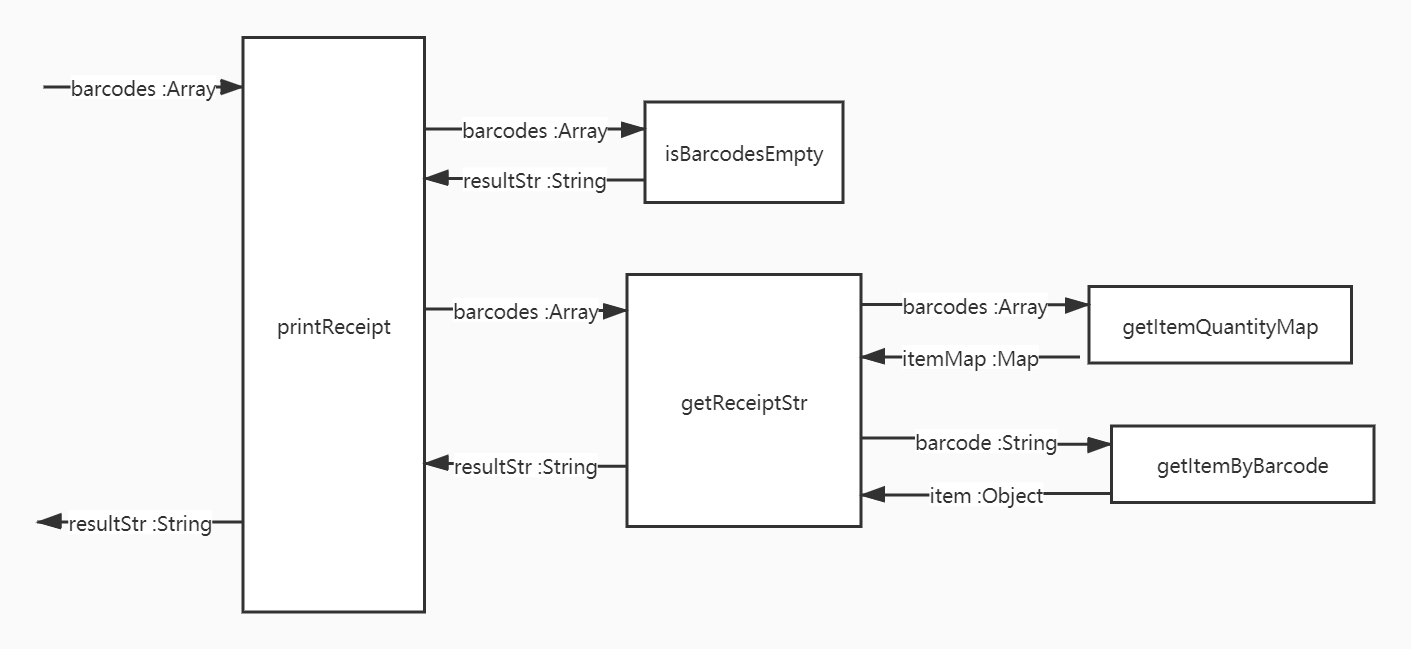 barcodes :Array
barcodes :Array
isBarcodesEmpty
resultStr :String
barcodes :Array
barcodes :Array
getItemQuantityMap
printReceipt
itemMap :Map
getReceiptStr
barcode :String
getItemByBarcode
resultStr :String
item :Object
resultStr :String